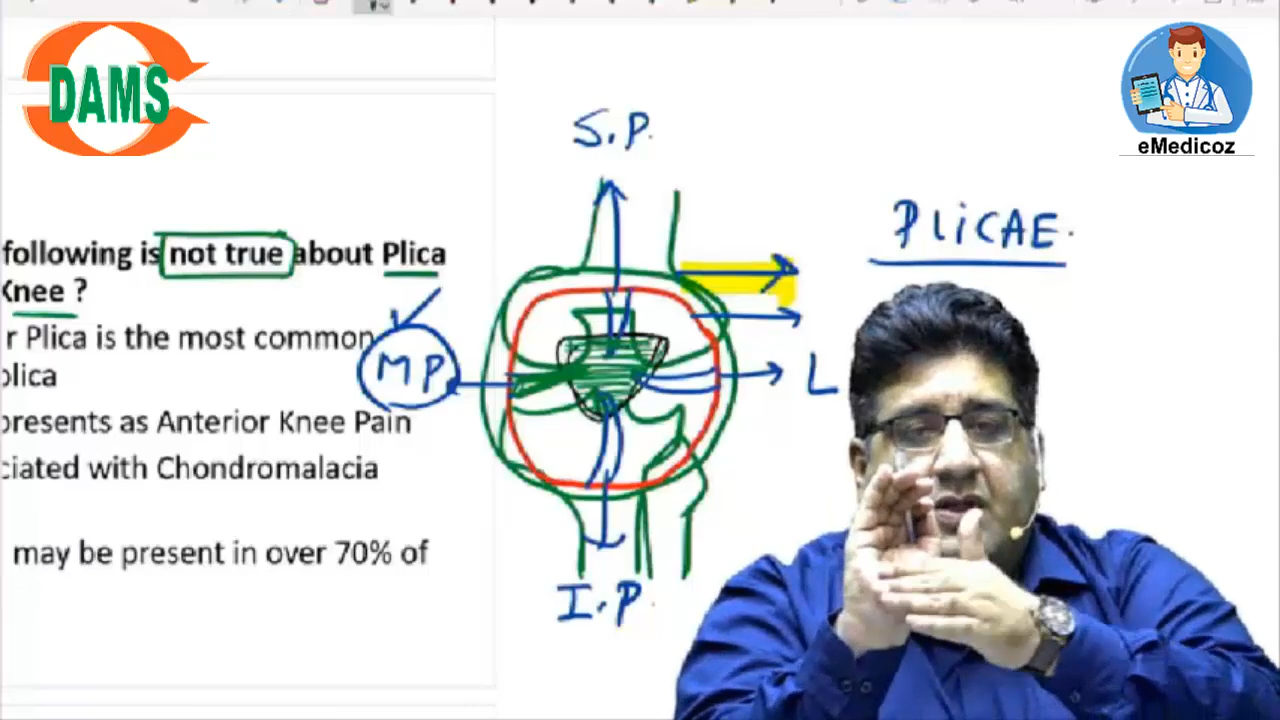 DAMS
eMedicoz
following is not true about Plica
Knee ?
r Plica is the most common
plica
presents as Anterior Knee Pain
ciated with Chondromalacia
may be present in over 70% of
S.P.
PLiCAE.
MP
L
I.P.